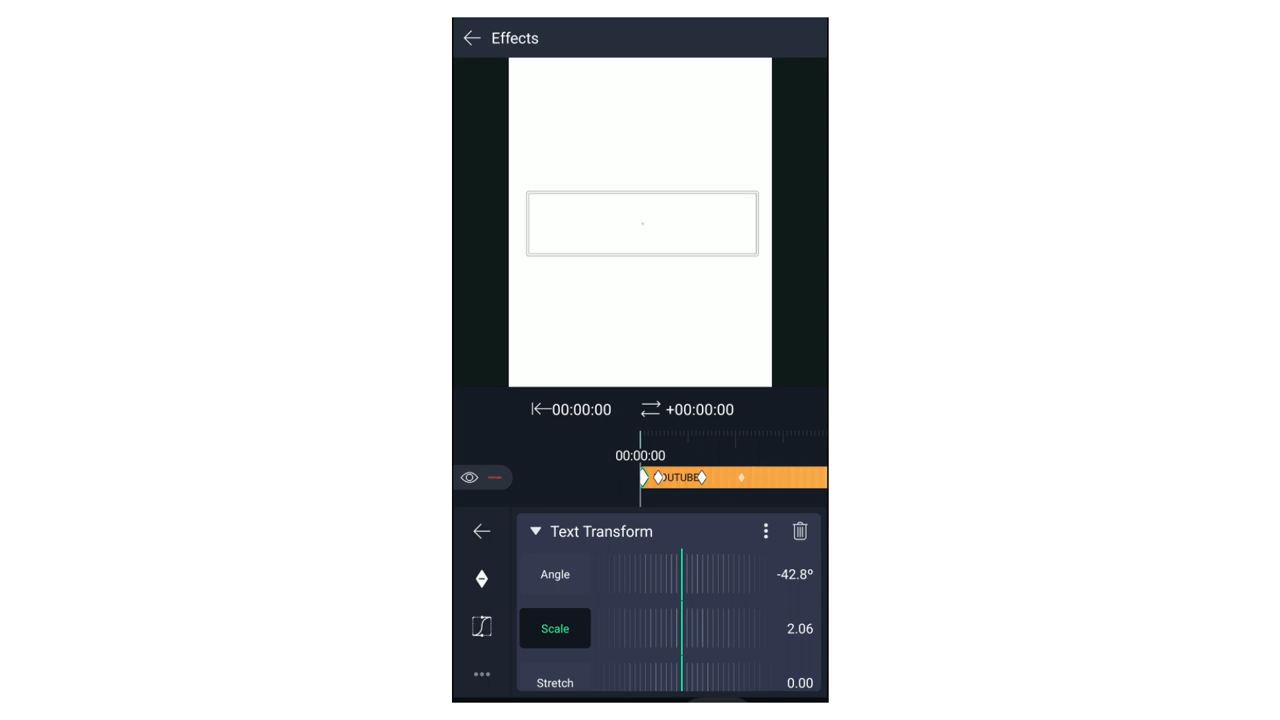 Effects
00:00:00 +00:00:00
00:00:00
OUTUBE
Text Transform
Angle -42.8º
Scale 2.06
Stretch 0.00